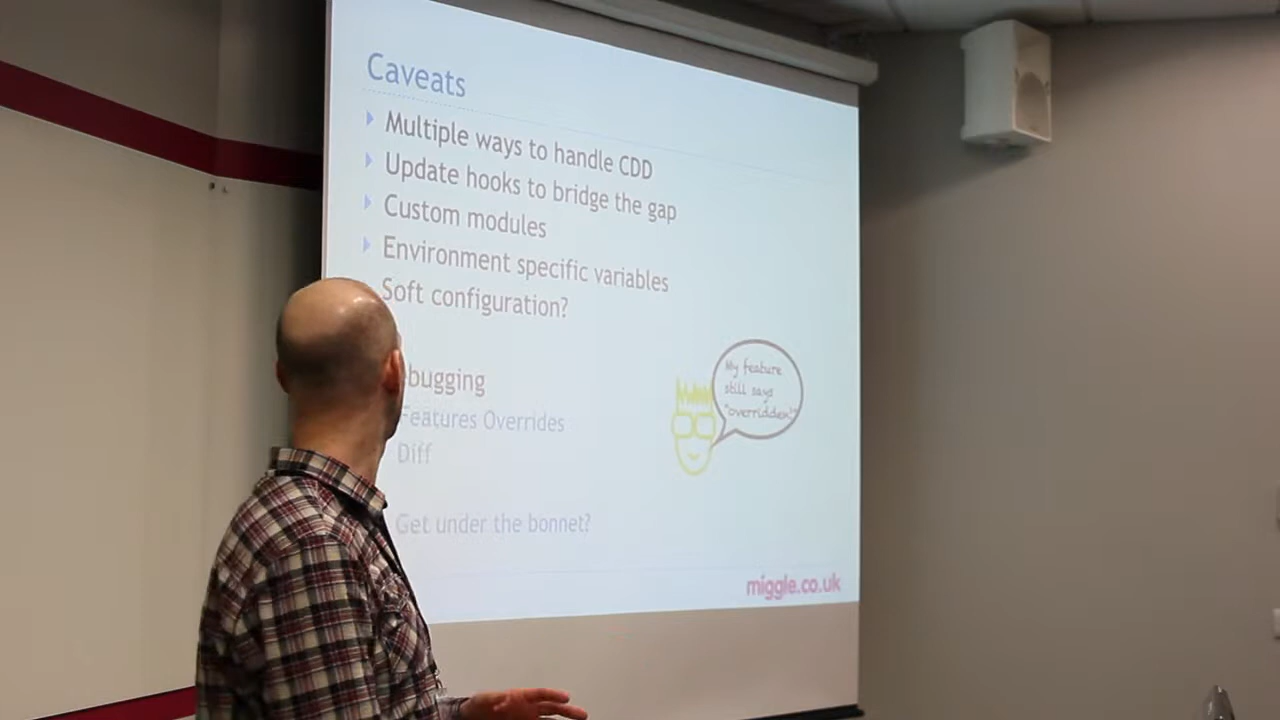 Caveats
Multiple ways to handle CDD
Update hooks to bridge the gap
Custom modules
Environment specific variables
Soft configuration?
bugging
Features Overrides
Diff
Get under the bonnet?
My feature
still says
"overridden!"
miggle.co.uk